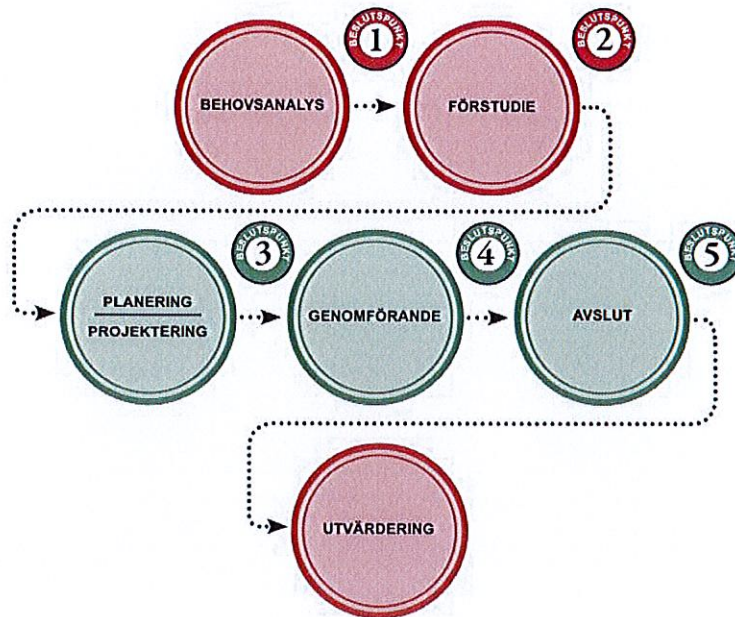 BESLUTSPUNKT
1
BESLUTSPUNKT
2
BEHOVSANALYS
FÖRSTUDIE
BESLUTSPUNKT
3
BESLUTSPUNKT
4
BESLUTSPUNKT
5
PLANERING
PROJEKTERING
GENOMFÖRANDE
AVSLUT
UTVÄRDERING